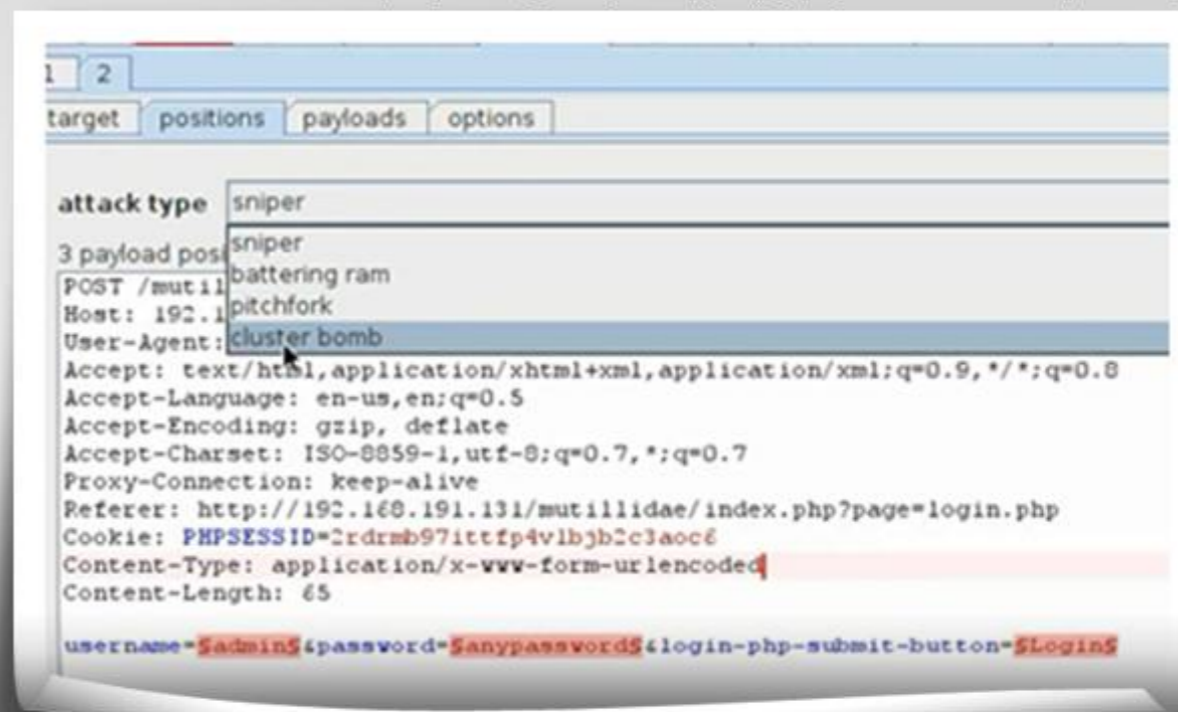 1 2
target positions payloads options
attack type sniper
sniper
3 payload posi
battering ram
POST /mutil
pitchfork
Host: 192.1
cluster bomb
User-Agent:
Accept: text/html,application/xhtml+xml,application/xml;q=0.9,*/*;q=0.8
Accept-Language: en-us,en;q=0.5
Accept-Encoding: gzip, deflate
Accept-Charset: ISO-8859-1,utf-8;q=0.7,*;q=0.7
Proxy-Connection: keep-alive
Referer: http://192.168.191.131/mutillidae/index.php?page=login.php
Cookie: PHPSESSID=2rdrmb97ittfp4vlbjb2c3aoc6
Content-Type: application/x-www-form-urlencoded
Content-Length: 65
username=§admin§&password=§anypassword§&login-php-submit-button=§Login§